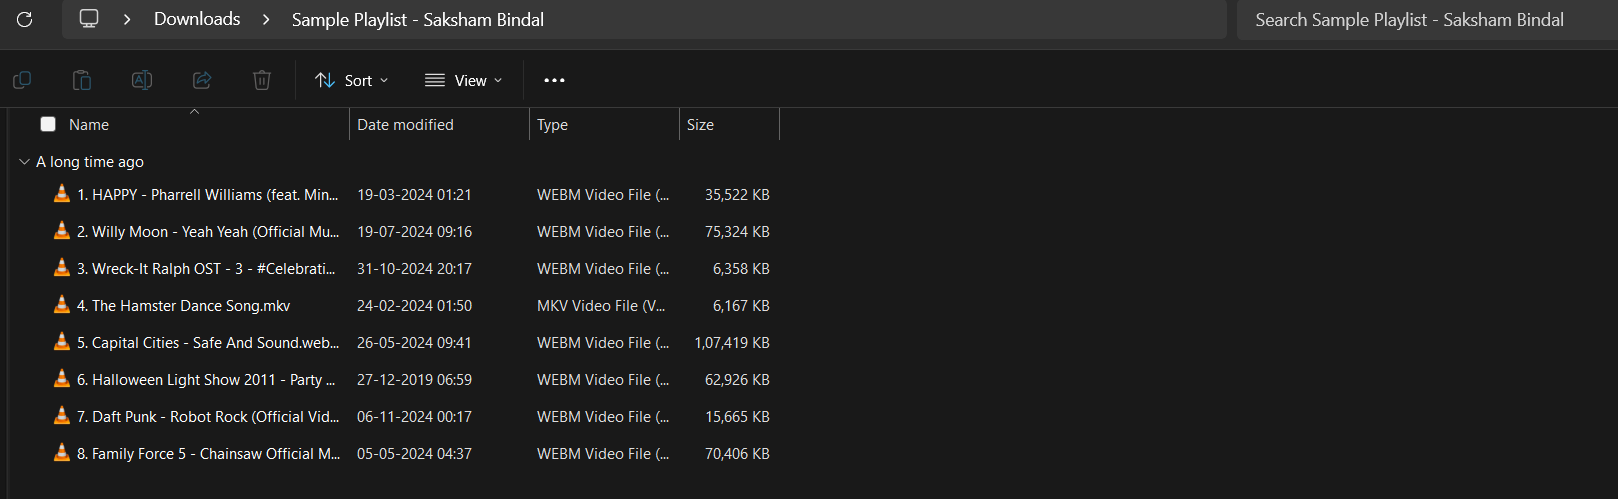 Downloads Sample Playlist - Saksham Bindal Search Sample Playlist - Saksham Bindal
Sort View
Name Date modified Type Size
A long time ago
1. HAPPY - Pharrell Williams (feat. Min... 19-03-2024 01:21 WEBM Video File (... 35,522 KB
2. Willy Moon - Yeah Yeah (Official Mu... 19-07-2024 09:16 WEBM Video File (... 75,324 KB
3. Wreck-It Ralph OST - 3 - #Celebrati... 31-10-2024 20:17 WEBM Video File (... 6,358 KB
4. The Hamster Dance Song.mkv 24-02-2024 01:50 MKV Video File (V... 6,167 KB
5. Capital Cities - Safe And Sound.web... 26-05-2024 09:41 WEBM Video File (... 1,07,419 KB
6. Halloween Light Show 2011 - Party ... 27-12-2019 06:59 WEBM Video File (... 62,926 KB
7. Daft Punk - Robot Rock (Official Vid... 06-11-2024 00:17 WEBM Video File (... 15,665 KB
8. Family Force 5 - Chainsaw Official M... 05-05-2024 04:37 WEBM Video File (... 70,406 KB